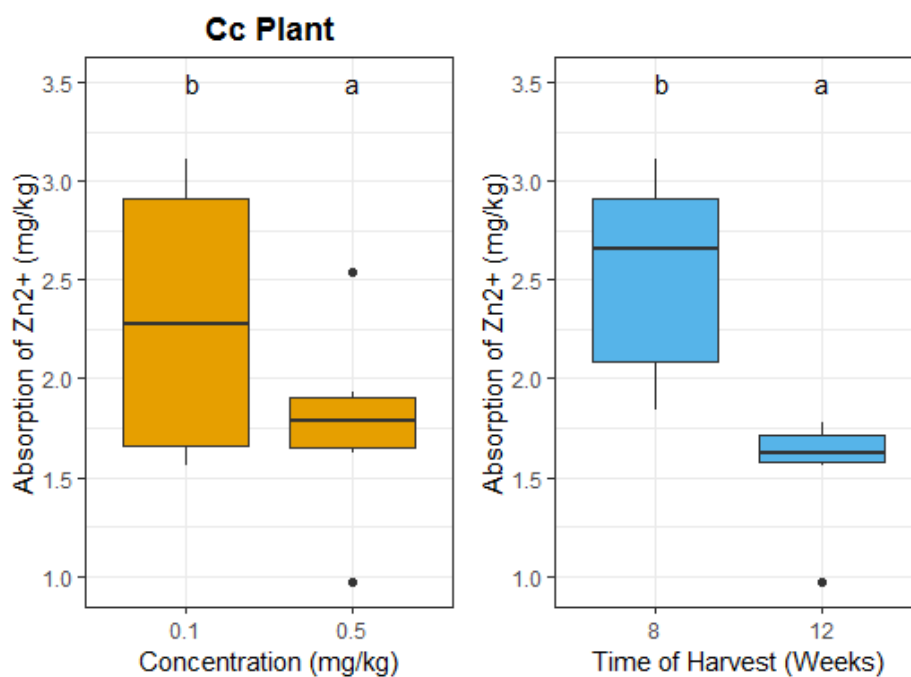 Cc Plant
Absorption of Zn2+ (mg/kg)
3.5
3.0
2.5
2.0
1.5
1.0
b
a
0.1
0.5
Concentration (mg/kg)
Absorption of Zn2+ (mg/kg)
3.5
3.0
2.5
2.0
1.5
1.0
b
a
8
12
Time of Harvest (Weeks)